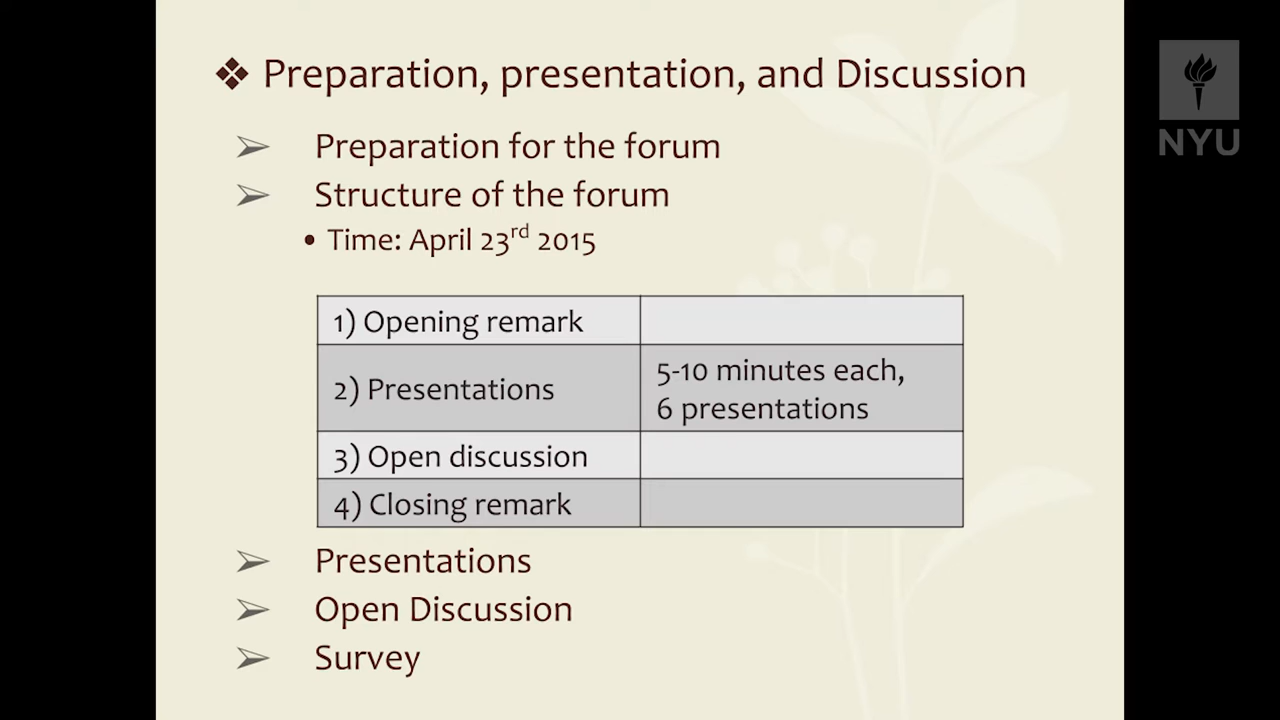 ❖ Preparation, presentation, and Discussion
➢ Preparation for the forum
➢ Structure of the forum
• Time: April 23rd 2015
1) Opening remark
2) Presentations
5-10 minutes each,
6 presentations
3) Open discussion
4) Closing remark
➢ Presentations
➢ Open Discussion
➢ Survey
NYU